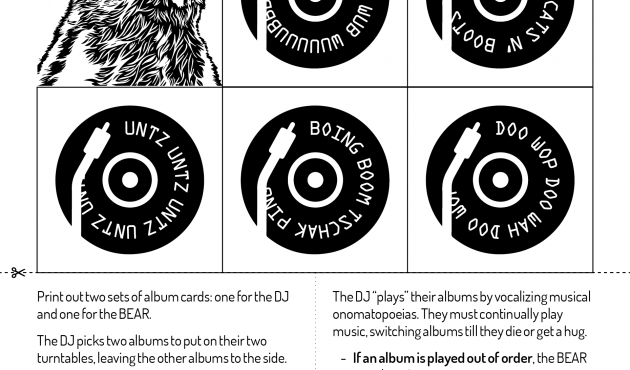 WUB WUUUUBBB
CATS N' BOOTS
UNTZ UNTZ UNTZ UNTZ UN
BOING BOOM TSCHAK PING
DOO WOP DOO WAH DOO WO
Print out two sets of album cards: one for the DJ
and one for the BEAR.
The DJ picks two albums to put on their two
turntables, leaving the other albums to the side.
The DJ “plays” their albums by vocalizing musical
onomatopoeias. They must continually play
music, switching albums till they die or get a hug.
- If an album is played out of order, the BEAR